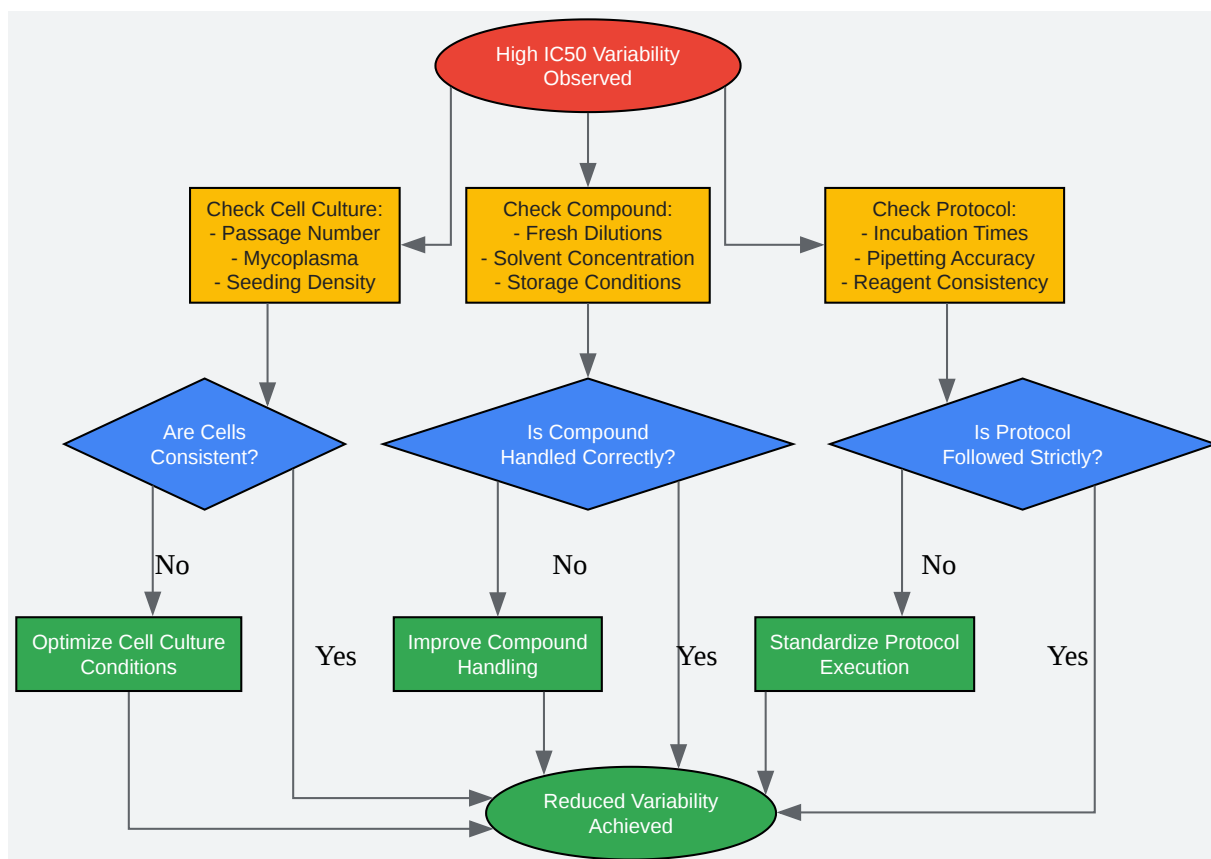 High IC50 Variability
Observed
Check Cell Culture:
- Passage Number
- Mycoplasma
- Seeding Density
Check Compound:
- Fresh Dilutions
- Solvent Concentration
- Storage Conditions
Check Protocol:
- Incubation Times
- Pipetting Accuracy
- Reagent Consistency
Are Cells
Consistent?
Is Compound
Handled Correctly?
Is Protocol
Followed Strictly?
No
No
No
Optimize Cell Culture
Conditions
Yes
Improve Compound
Handling
Yes
Standardize Protocol
Execution
Yes
Reduced Variability
Achieved